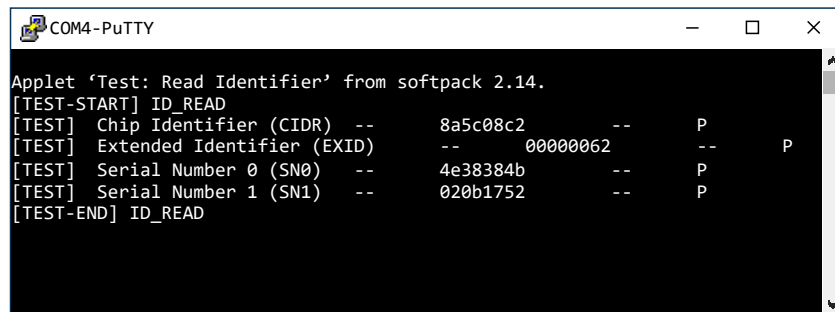 COM4-PuTTY
Applet ‘Test: Read Identifier’ from softpack 2.14.
[TEST-START] ID_READ
[TEST] Chip Identifier (CIDR) -- 8a5c08c2 -- P
[TEST] Extended Identifier (EXID) -- 00000062 -- P
[TEST] Serial Number 0 (SN0) -- 4e38384b -- P
[TEST] Serial Number 1 (SN1) -- 020b1752 -- P
[TEST-END] ID_READ